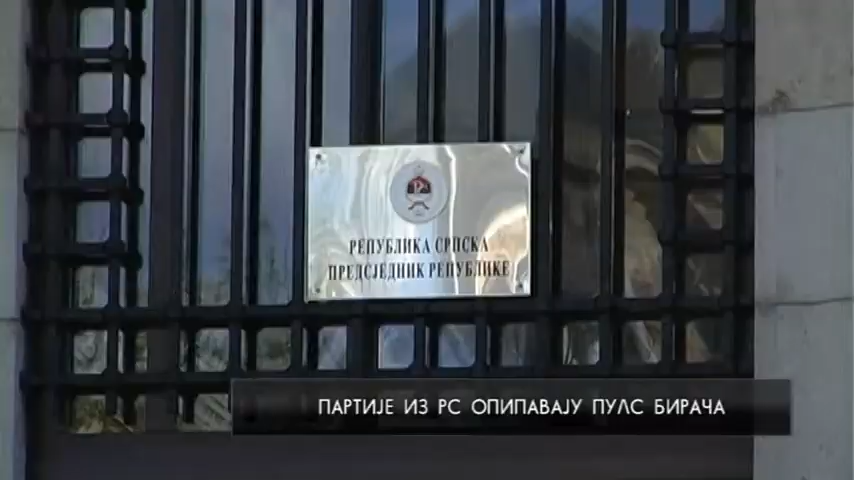 РЕПУБЛИКА СРПСКА
ПРЕДСЈЕДНИК РЕПУБЛИКЕ
ПАРТИЈЕ ИЗ РС ОПИПАВАЈУ ПУЛС БИРАЧА